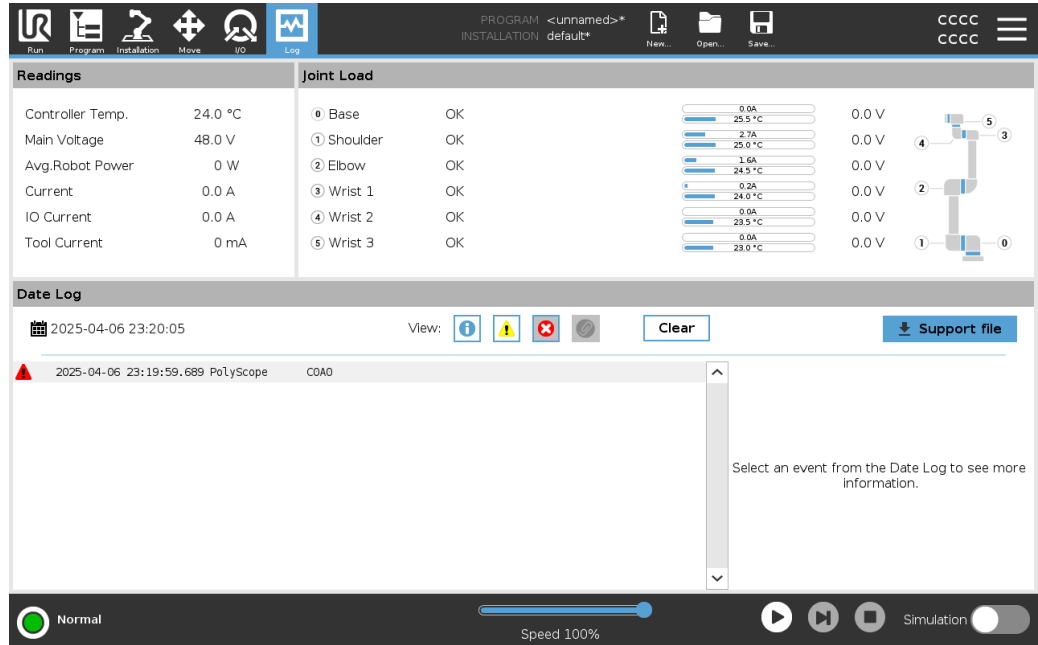 PROGRAM <unnamed>*
INSTALLATION default*
CCCC
CCCC
UR
Run
Program
Installation
Move
I/O
Log
New...
Open...
Save...
Readings
Joint Load
Controller Temp. 24.0 °C
Main Voltage 48.0 V
Avg.Robot Power 0 W
Current 0.0 A
IO Current 0.0 A
Tool Current 0 mA
0 Base OK 0.0A 25.5 °C 0.0 V
1 Shoulder OK 2.7A 25.0 °C 0.0 V
2 Elbow OK 1.6A 24.5 °C 0.0 V
3 Wrist 1 OK 0.2A 24.0 °C 0.0 V
4 Wrist 2 OK 0.0A 23.5 °C 0.0 V
5 Wrist 3 OK 0.0A 23.0 °C 0.0 V
5
3
4
2
1
0
Date Log
2025-04-06 23:20:05
View:
Clear
Support file
2025-04-06 23:19:59.689 PolyScope C0A0
Select an event from the Date Log to see more
information.
Normal
Speed 100%
Simulation